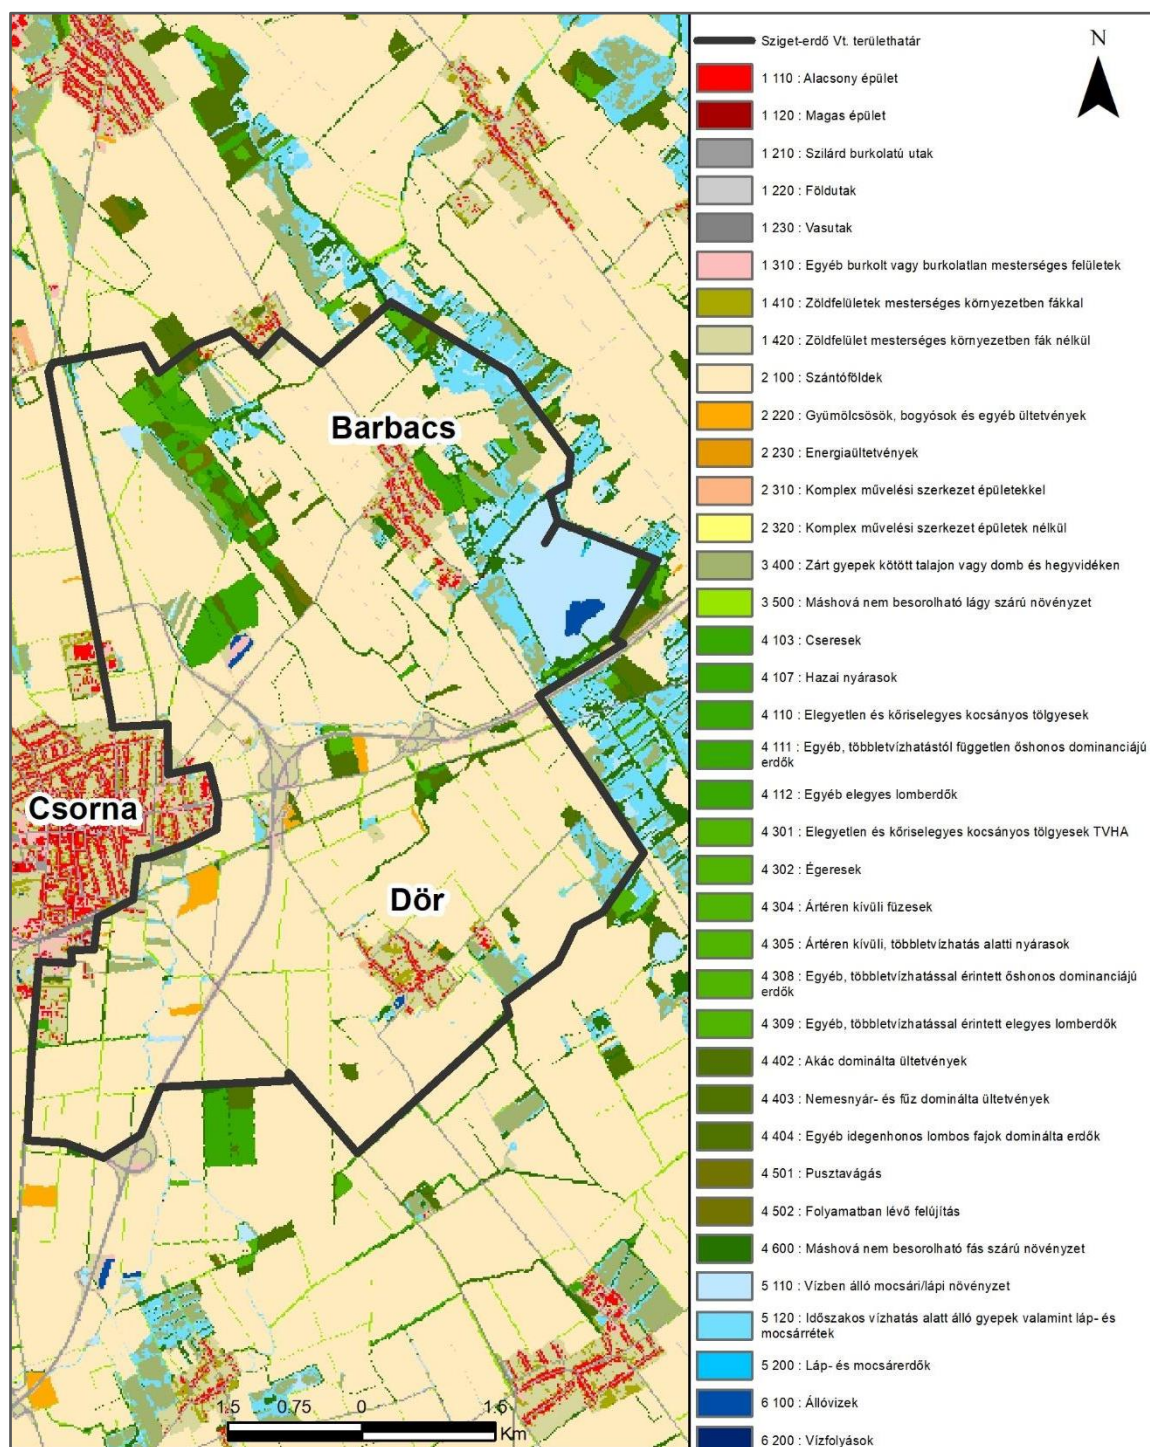 Barbacs
Csorna
Dör
1.5 0.75 0 1.5
Km
N
Sziget-erdő Vt. területhatár
1 110 : Alacsony épület
1 120 : Magas épület
1 210 : Szilárd burkolatú utak
1 220 : Földutak
1 230 : Vasutak
1 310 : Egyéb burkolt vagy burkolatlan mesterséges felületek
1 410 : Zöldfelületek mesterséges környezetben fákkal
1 420 : Zöldfelület mesterséges környezetben fák nélkül
2 100 : Szántóföldek
2 220 : Gyümölcsösök, bogyósok és egyéb ültetvények
2 230 : Energiaültetvények
2 310 : Komplex művelési szerkezet épületekkel
2 320 : Komplex művelési szerkezet épületek nélkül
3 400 : Zárt gyepek kötött talajon vagy domb és hegyvidéken
3 500 : Máshová nem besorolható lágy szárú növényzet
4 103 : Cseresek
4 107 : Hazai nyárasok
4 110 : Elegyetlen és kőriselegyes kocsányos tölgyesek
4 111 : Egyéb, többletvízhatástól független őshonos dominanciájú
erdők
4 112 : Egyéb elegyes lomberdők
4 301 : Elegyetlen és kőriselegyes kocsányos tölgyesek TVHA
4 302 : Égeresek
4 304 : Ártéren kívüli füzesek
4 305 : Ártéren kívüli, többletvízhatás alatti nyárasok
4 308 : Egyéb, többletvízhatással érintett őshonos dominanciájú
erdők
4 309 : Egyéb, többletvízhatással érintett elegyes lomberdők
4 402 : Akác dominálta ültetvények
4 403 : Nemesnyár- és fűz dominálta ültetvények
4 404 : Egyéb idegenhonos lombos fajok dominálta erdők
4 501 : Pusztavágás
4 502 : Folyamatban lévő felújítás
4 600 : Máshová nem besorolható fás szárú növényzet
5 110 : Vízben álló mocsári/lápi növényzet
5 120 : Időszakos vízhatás alatt álló gyepek valamint láp- és
mocsárrétek
5 200 : Láp- és mocsárerdők
6 100 : Állóvizek
6 200 : Vízfolyások